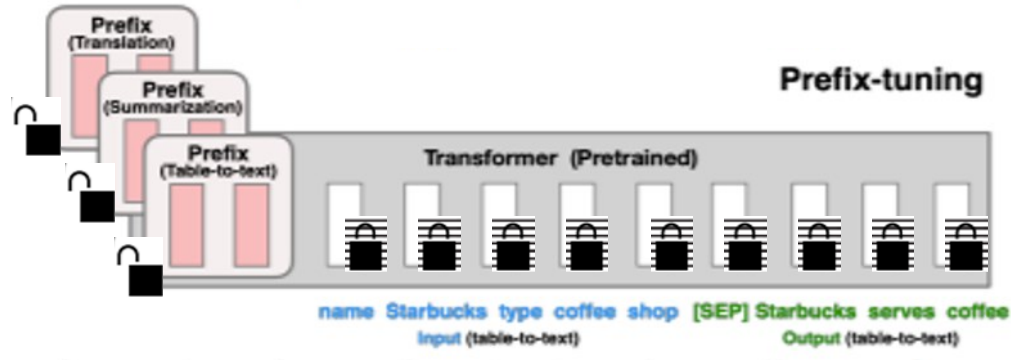 Prefix
(Translation)
Prefix
(Summarization)
Prefix
(Table-to-text)
Prefix-tuning
Transformer (Pretrained)
name Starbucks type coffee shop [SEP] Starbucks serves coffee
Input (table-to-text) Output (table-to-text)